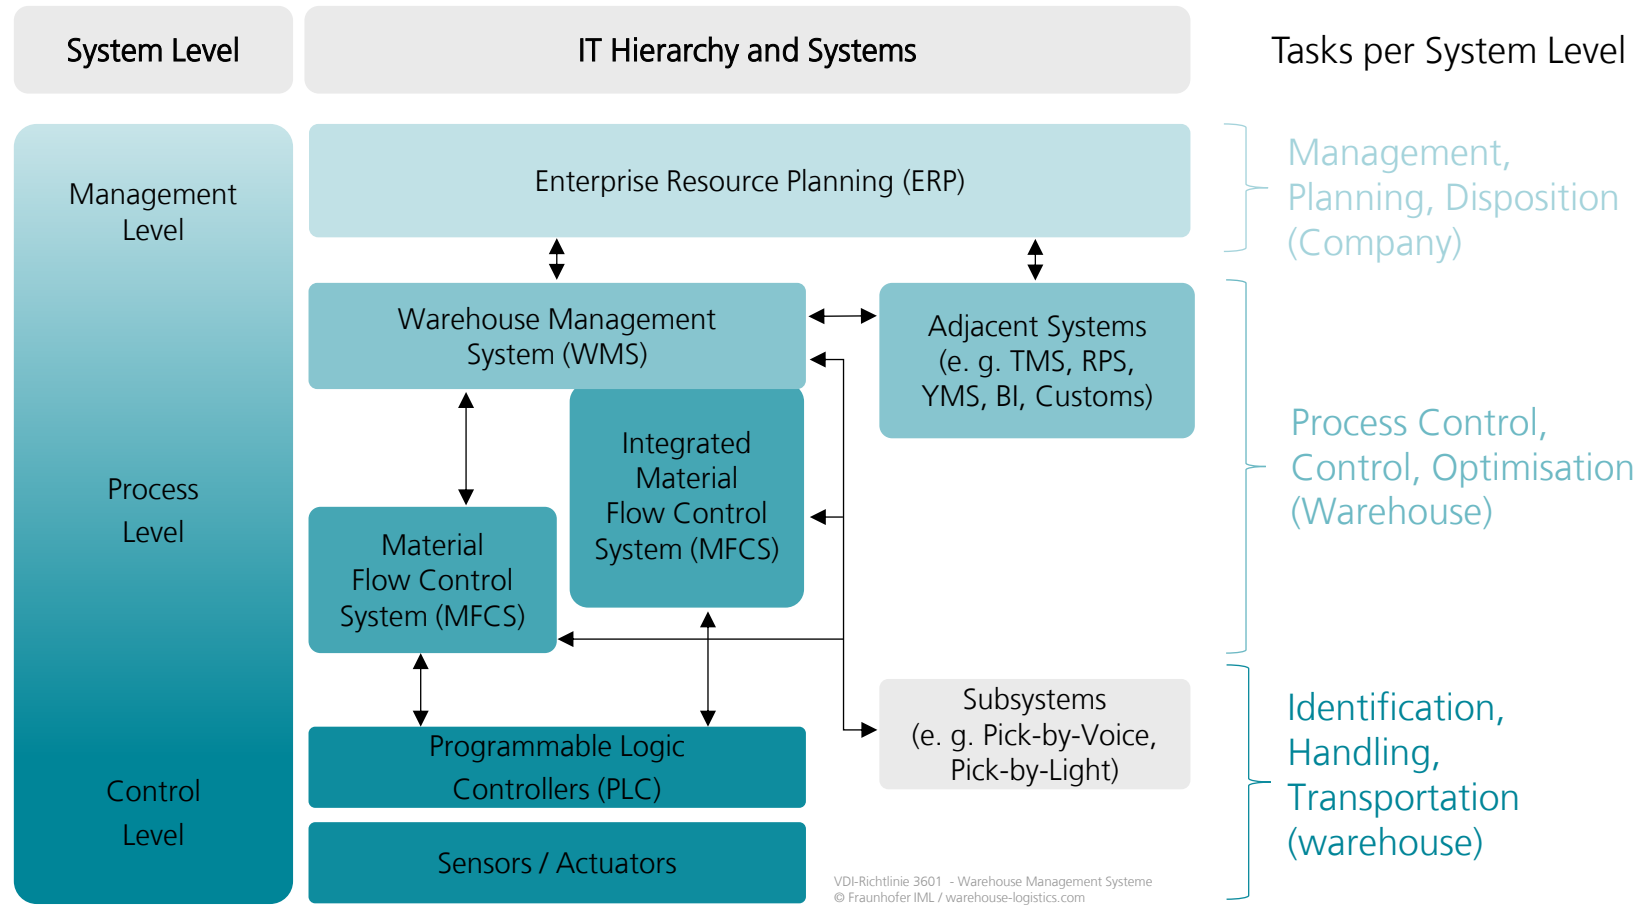 System Level
IT Hierarchy and Systems
Tasks per System Level
Management
Level
Enterprise Resource Planning (ERP)
Management,
Planning, Disposition
(Company)
Warehouse Management
System (WMS)
Adjacent Systems
(e. g. TMS, RPS,
YMS, BI, Customs)
Process
Level
Integrated
Material
Flow Control
System (MFCS)
Material
Flow Control
System (MFCS)
Process Control,
Control, Optimisation
(Warehouse)
Subsystems
(e. g. Pick-by-Voice,
Pick-by-Light)
Control
Level
Programmable Logic
Controllers (PLC)
Sensors / Actuators
Identification,
Handling,
Transportation
(warehouse)
VDI-Richtlinie 3601  - Warehouse Management Systeme
© Fraunhofer IML / warehouse-logistics.com